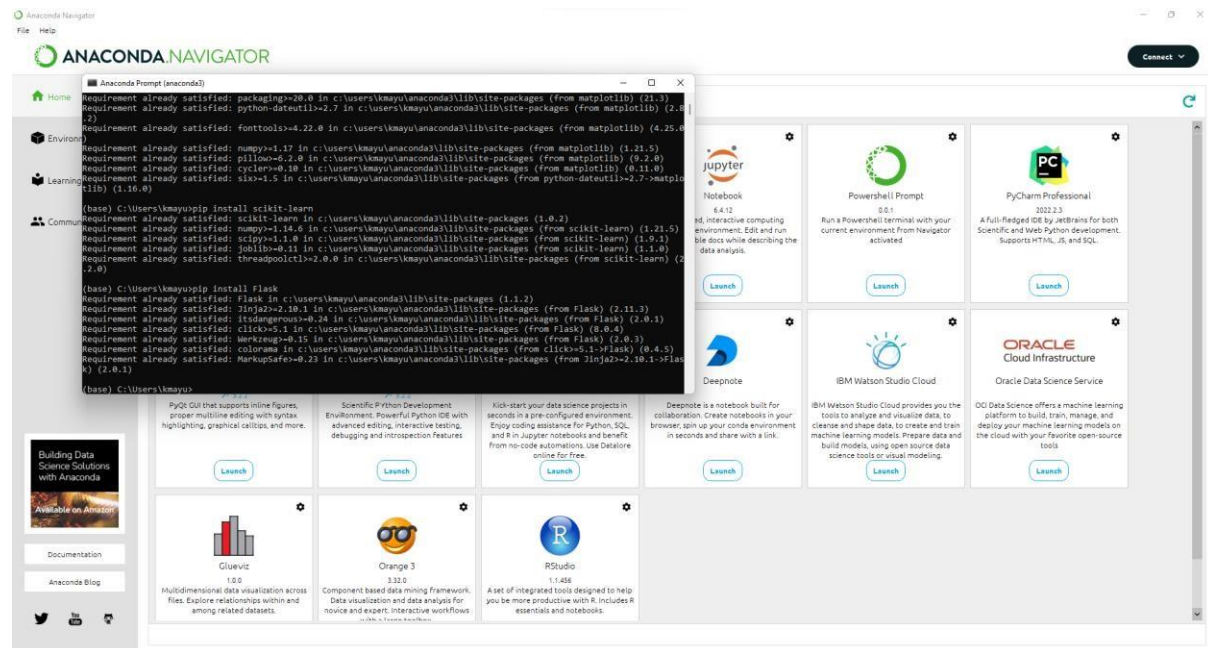 Anaconda Navigator
File Help
ANACONDA.NAVIGATOR
Connect
Home
Learning
Building Data
Science Solutions
with Anaconda
Available on Amazon
Documentation
Anaconda Blog
You
Tube
Anaconda Prompt (anaconda3)
Requirement already satisfied: packaging>=20.0 in c:\users\kmayu\anaconda3\lib\site-packages (from matplotlib) (21.3)
Requirement already satisfied: python-dateutil>=2.7 in c:\users\kmayu\anaconda3\lib\site-packages (from matplotlib) (2.8
.2)
Requirement already satisfied: fonttools>=4.22.0 in c:\users\kmayu\anaconda3\lib\site-packages (from matplotlib) (4.25.0
Requirement already satisfied: numpy>=1.17 in c:\users\kmayu\anaconda3\lib\site-packages (from matplotlib) (1.21.5)
Requirement already satisfied: pillow>=6.2.0 in c:\users\kmayu\anaconda3\lib\site-packages (from matplotlib) (9.2.0)
Requirement already satisfied: cycler>=0.10 in c:\users\kmayu\anaconda3\lib\site-packages (from matplotlib) (0.11.0)
Requirement already satisfied: six>=1.5 in c:\users\kmayu\anaconda3\lib\site-packages (from python-dateutil>=2.7->matplo
tlib) (1.16.0)
(base) C:\Users\kmayu>pip install scikit-learn
Requirement already satisfied: scikit-learn in c:\users\kmayu\anaconda3\lib\site-packages (1.0.2)
Requirement already satisfied: numpy>=1.14.6 in c:\users\kmayu\anaconda3\lib\site-packages (from scikit-learn) (1.21.5)
Requirement already satisfied: scipy>=1.1.0 in c:\users\kmayu\anaconda3\lib\site-packages (from scikit-learn) (1.9.1)
Requirement already satisfied: joblib>=0.11 in c:\users\kmayu\anaconda3\lib\site-packages (from scikit-learn) (1.1.0)
Requirement already satisfied: threadpoolctl>=2.0.0 in c:\users\kmayu\anaconda3\lib\site-packages (from scikit-learn) (2
.2.0)
(base) C:\Users\kmayu>pip install Flask
Requirement already satisfied: Flask in c:\users\kmayu\anaconda3\lib\site-packages (1.1.2)
Requirement already satisfied: Jinja2>=2.10.1 in c:\users\kmayu\anaconda3\lib\site-packages (from Flask) (2.11.3)
Requirement already satisfied: itsdangerous>=0.24 in c:\users\kmayu\anaconda3\lib\site-packages (from Flask) (2.0.1)
Requirement already satisfied: click>=5.1 in c:\users\kmayu\anaconda3\lib\site-packages (from Flask) (8.0.4)
Requirement already satisfied: Werkzeug>=0.15 in c:\users\kmayu\anaconda3\lib\site-packages (from Flask) (2.0.3)
Requirement already satisfied: colorama in c:\users\kmayu\anaconda3\lib\site-packages (from click>=5.1->Flask) (0.4.5)
Requirement already satisfied: MarkupSafe>=0.23 in c:\users\kmayu\anaconda3\lib\site-packages (from Jinja2>=2.10.1->Flas
k) (2.0.1)
(base) C:\Users\kmayu>
jupyter
Notebook
6.4.12
interactive computing
environment. Edit and run
docs while describing the
data analysis.
Launch
Powershell Prompt
0.0.1
Run a Powershell terminal with your
current environment from Navigator
activated
Launch
PC
PyCharm Professional
2022.2.3
A full-fledged IDE by JetBrains for both
Scientific and Web Python development.
Supports HTML, JS, and SQL.
Launch
PyQt GUI that supports inline figures,
proper multiline editing with syntax
highlighting, graphical calltips, and more.
Launch
Scientific PYthon Development
EnviRonment. Powerful Python IDE with
advanced editing, interactive testing,
debugging and introspection features
Launch
Kick-start your data science projects in
seconds in a pre-configured environment.
Enjoy coding assistance for Python, SQL,
and R in Jupyter notebooks and benefit
from no-code automations. Use Datalore
online for free.
Launch
Deepnote
Deepnote is a notebook built for
collaboration. Create notebooks in your
browser, spin up your conda environment
in seconds and share with a link.
Launch
IBM Watson Studio Cloud
IBM Watson Studio Cloud provides you the
tools to analyze and visualize data, to
cleanse and shape data, to create and train
machine learning models. Prepare data and
build models, using open source data
science tools or visual modeling.
Launch
ORACLE
Cloud Infrastructure
Oracle Data Science Service
OCI Data Science offers a machine learning
platform to build, train, manage, and
deploy your machine learning models on
the cloud with your favorite open-source
tools
Launch
Glueviz
1.0.0
Multidimensional data visualization across
files. Explore relationships within and
among related datasets.
Orange 3
3.32.0
Component based data mining framework.
Data visualization and data analysis for
novice and expert. Interactive workflows
with a large toolbox.
R
RStudio
1.1.456
A set of integrated tools designed to help
you be more productive with R. Includes R
essentials and notebooks.